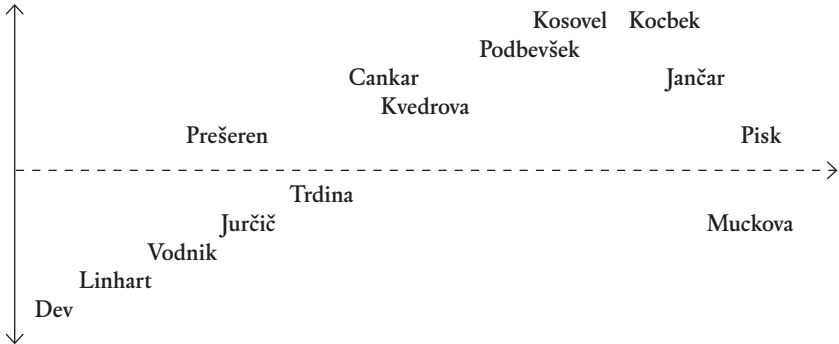 Kosovel Kocbek
Podbevšek
Cankar Jančar
Kvedrova
Prešeren Pisk
Trdina
Jurčič Muckova
Vodnik
Linhart
Dev